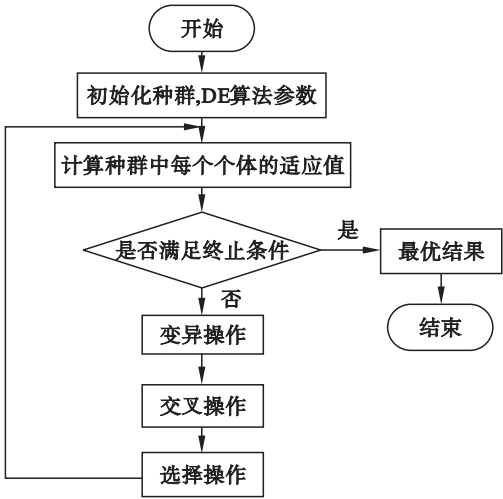 开始
初始化种群,DE算法参数
计算种群中每个个体的适应值
是否满足终止条件
是
最优结果
否
结束
变异操作
交叉操作
选择操作